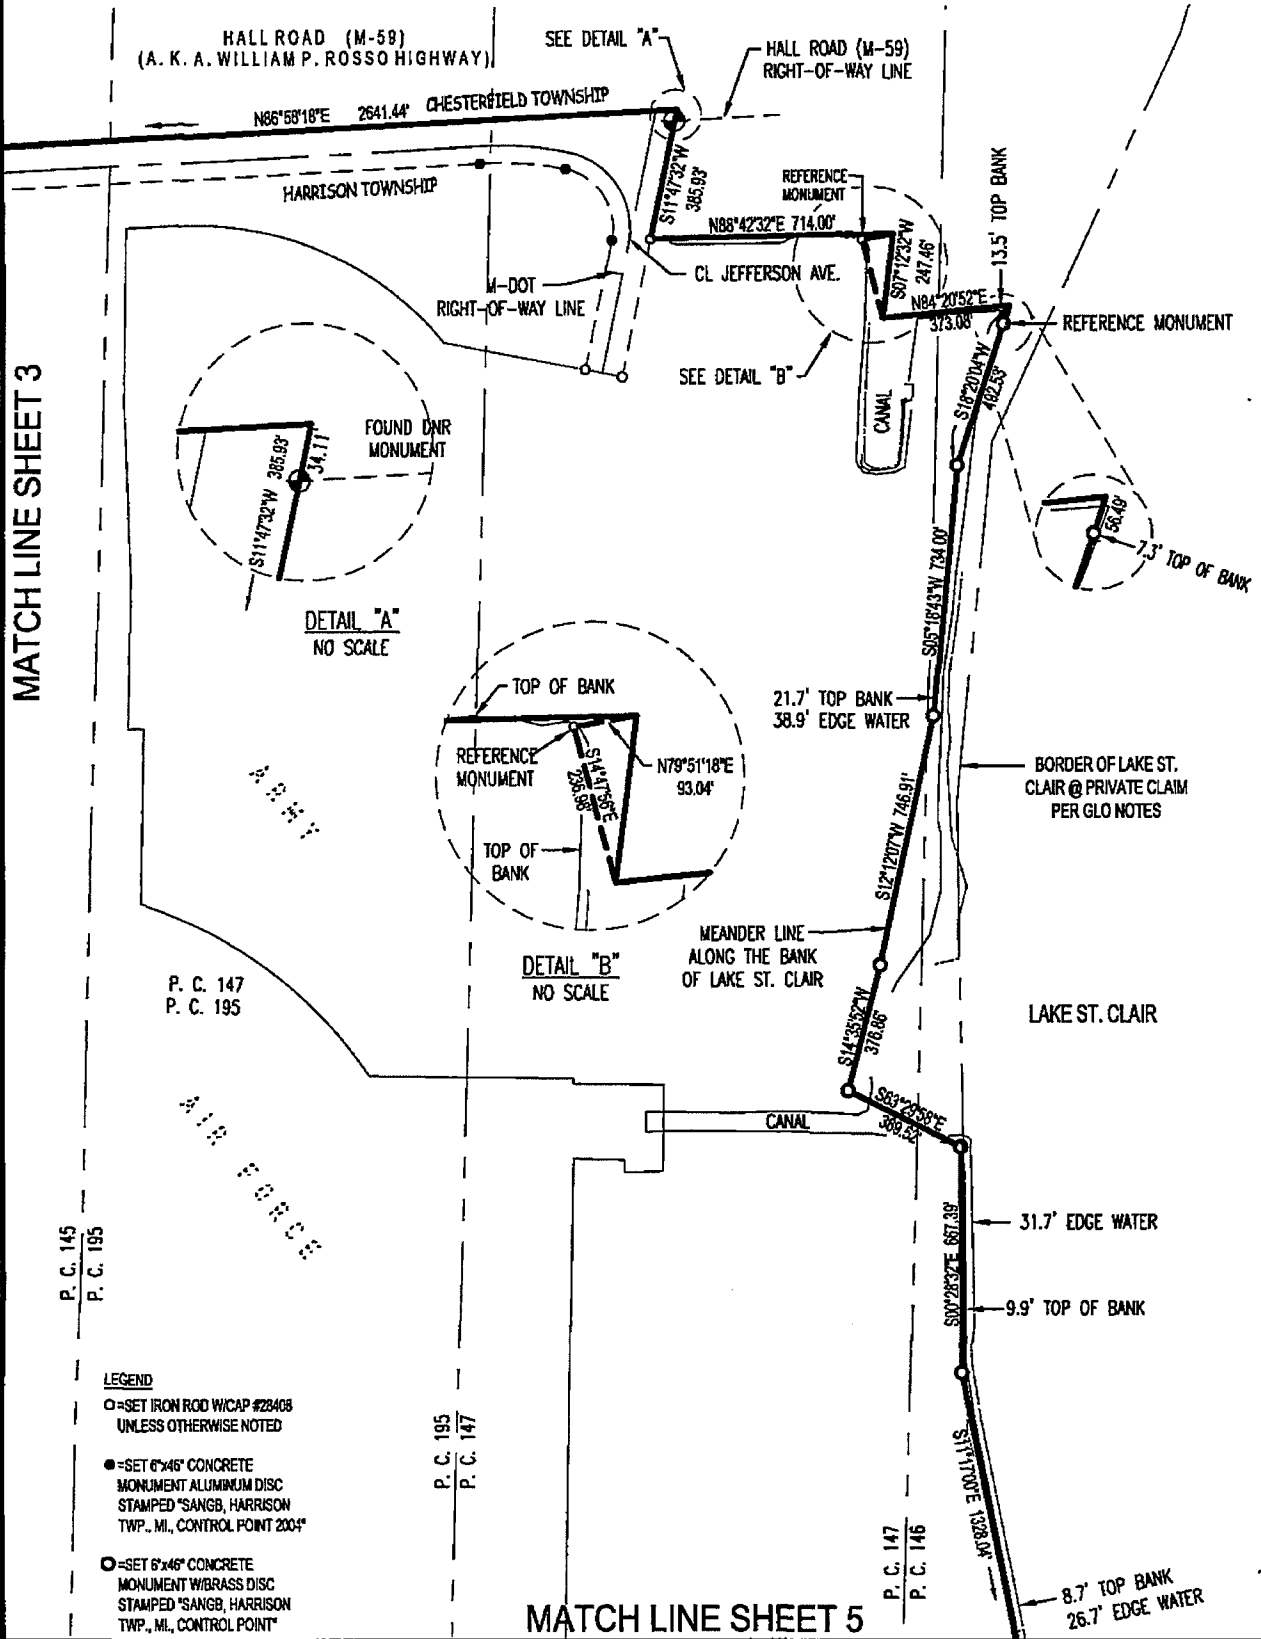 HALL ROAD (M-59)
(A. K. A. WILLIAM P. ROSSO HIGHWAY)
SEE DETAIL "A"
HALL ROAD (M-59)
RIGHT-OF-WAY LINE
N86°58'18"E 2641.44' CHESTERFIELD TOWNSHIP
HARRISON TOWNSHIP
S11°47'32"W
385.93'
REFERENCE
MONUMENT
N88°42'32"E 714.00'
S07°12'32"W
247.46'
13.5' TOP BANK
CL JEFFERSON AVE.
M-DOT
RIGHT-OF-WAY LINE
N84°20'52"E
373.08'
REFERENCE MONUMENT
SEE DETAIL "B"
CANAL
S18°20'04"W
492.53'
MATCH LINE SHEET 3
FOUND DNR
MONUMENT
S11°47'32"W 385.93'
34.11'
DETAIL "A"
NO SCALE
56.49'
7.3' TOP OF BANK
S05°18'43"W 734.00'
TOP OF BANK
REFERENCE
MONUMENT
S14°47'56"E
236.98'
N79°51'18"E
93.04'
TOP OF
BANK
DETAIL "B"
NO SCALE
21.7' TOP BANK
38.9' EDGE WATER
BORDER OF LAKE ST.
CLAIR @ PRIVATE CLAIM
PER GLO NOTES
S12°12'07"W 746.91'
ARMY
MEANDER LINE
ALONG THE BANK
OF LAKE ST. CLAIR
P. C. 147
P. C. 195
LAKE ST. CLAIR
S14°35'52"W
376.86'
S63°29'58"E
369.52'
CANAL
AIR FORCE
31.7' EDGE WATER
S00°28'32"E 667.39'
9.9' TOP OF BANK
P. C. 145
P. C. 195
LEGEND
O=SET IRON ROD W/CAP #28408
UNLESS OTHERWISE NOTED
●=SET 6"x46" CONCRETE
MONUMENT ALUMINUM DISC
STAMPED "SANGB, HARRISON
TWP., MI., CONTROL POINT 2004"
O=SET 6"x46" CONCRETE
MONUMENT W/BRASS DISC
STAMPED "SANGB, HARRISON
TWP., MI., CONTROL POINT"
P. C. 195
P. C. 147
S11°17'00"E 1328.04'
P. C. 147
P. C. 146
8.7' TOP BANK
26.7' EDGE WATER
MATCH LINE SHEET 5